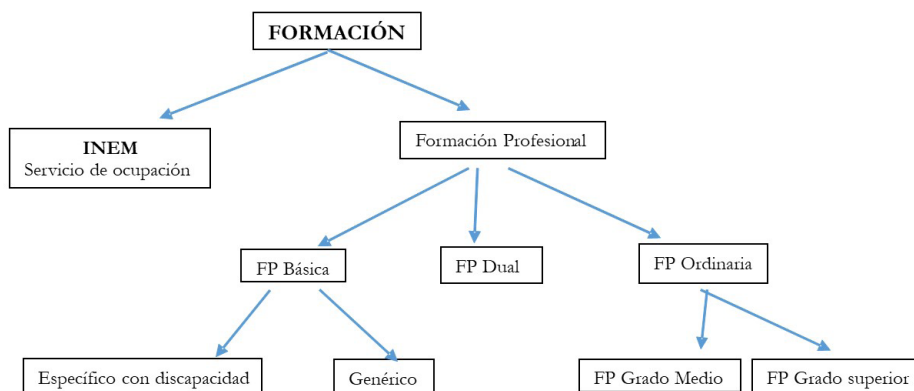 FORMACIÓN
INEM
Servicio de ocupación
Formación Profesional
FP Básica
FP Dual
FP Ordinaria
Específico con discapacidad
Genérico
FP Grado Medio
FP Grado superior